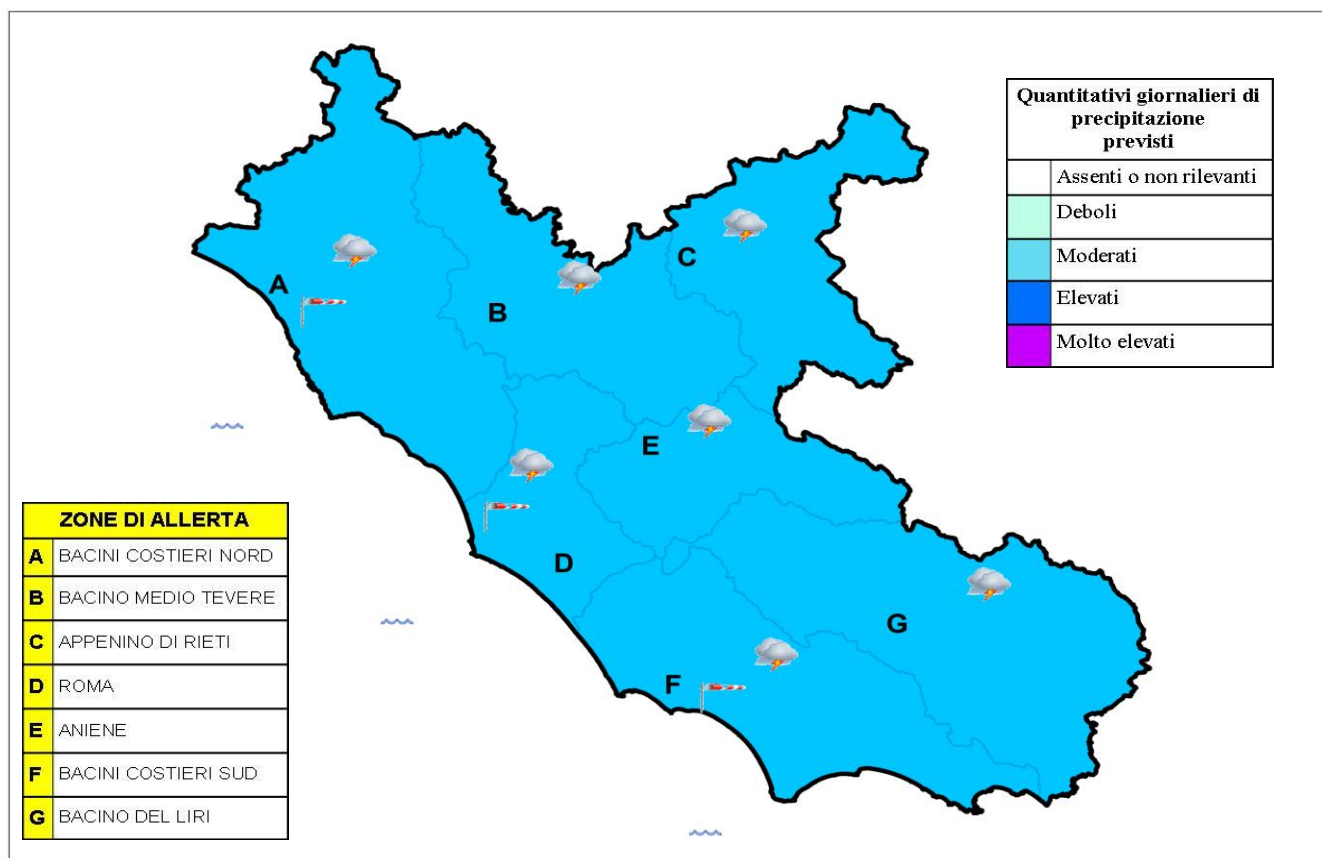 Quantitativi giornalieri di
precipitazione
previsti
Assenti o non rilevanti
Deboli
Moderati
Elevati
Molto elevati
A
B
C
D
E
F
G
ZONE DI ALLERTA
A BACINI COSTIERI NORD
B BACINO MEDIO TEVERE
C APPENINO DI RIETI
D ROMA
E ANIENE
F BACINI COSTIERI SUD
G BACINO DEL LIRI